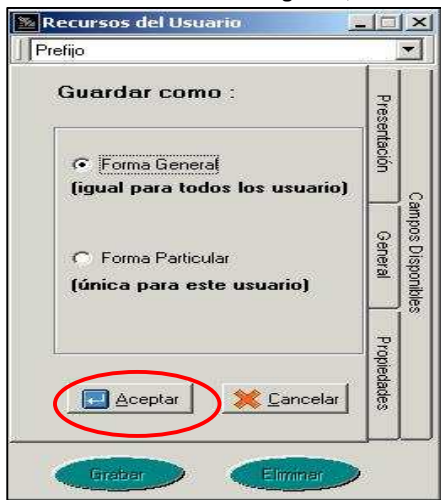 Recursos del Usuario
Prefijo
Guardar como :
Forma General
(igual para todos los usuario)
Forma Particular
(única para este usuario)
Aceptar
Cancelar
Presentación
General
Propiedades
Campos Disponibles
Grabar
Eliminar